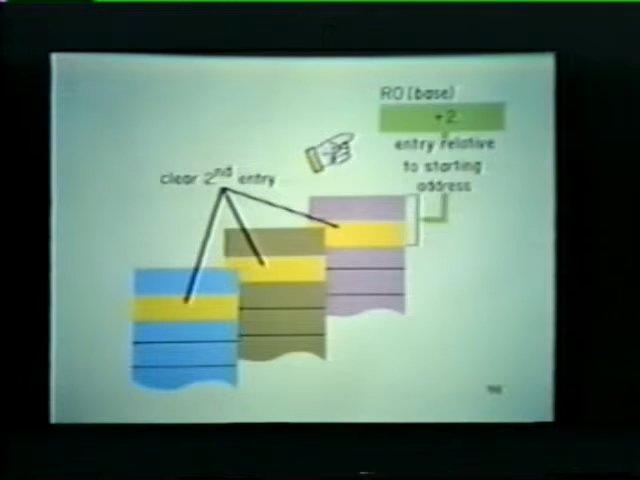 R0 (base)
+2
entry relative
to starting
address
clear 2nd entry